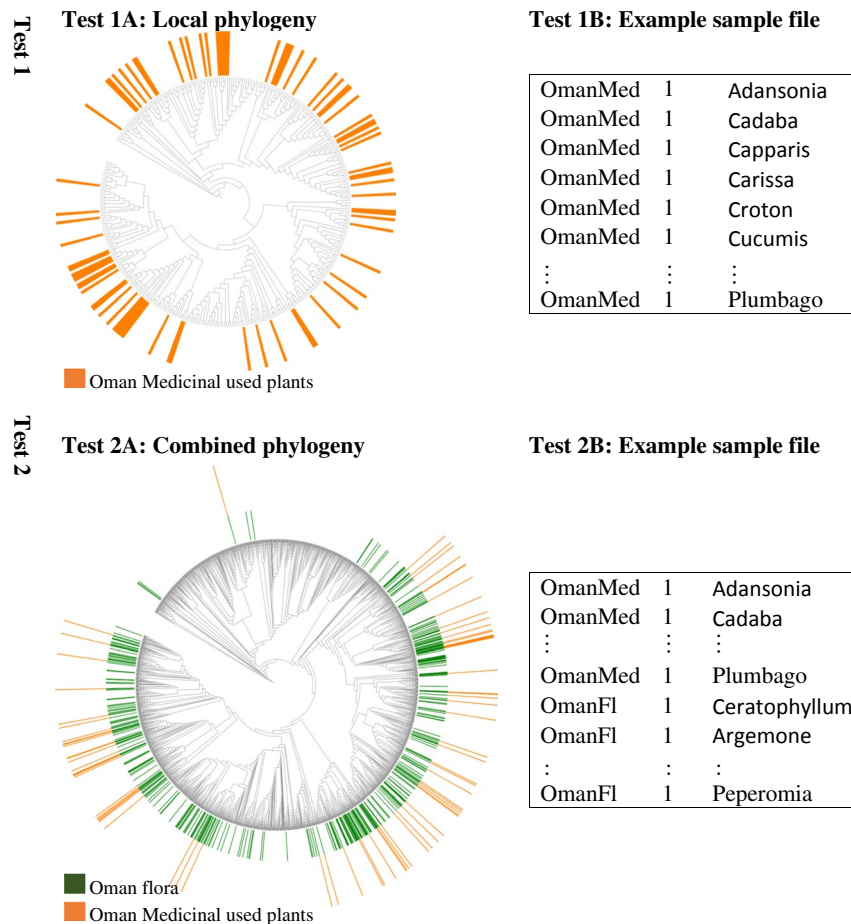 Test 1
Test 1A: Local phylogeny
Test 1B: Example sample file
OmanMed 1 Adansonia
OmanMed 1 Cadaba
OmanMed 1 Capparis
OmanMed 1 Carissa
OmanMed 1 Croton
OmanMed 1 Cucumis
⋮ ⋮ ⋮
OmanMed 1 Plumbago
Oman Medicinal used plants
Test 2
Test 2A: Combined phylogeny
Test 2B: Example sample file
OmanMed 1 Adansonia
OmanMed 1 Cadaba
⋮ ⋮ ⋮
OmanMed 1 Plumbago
OmanFl 1 Ceratophyllum
OmanFl 1 Argemone
⋮ ⋮ ⋮
OmanFl 1 Peperomia
Oman flora
Oman Medicinal used plants